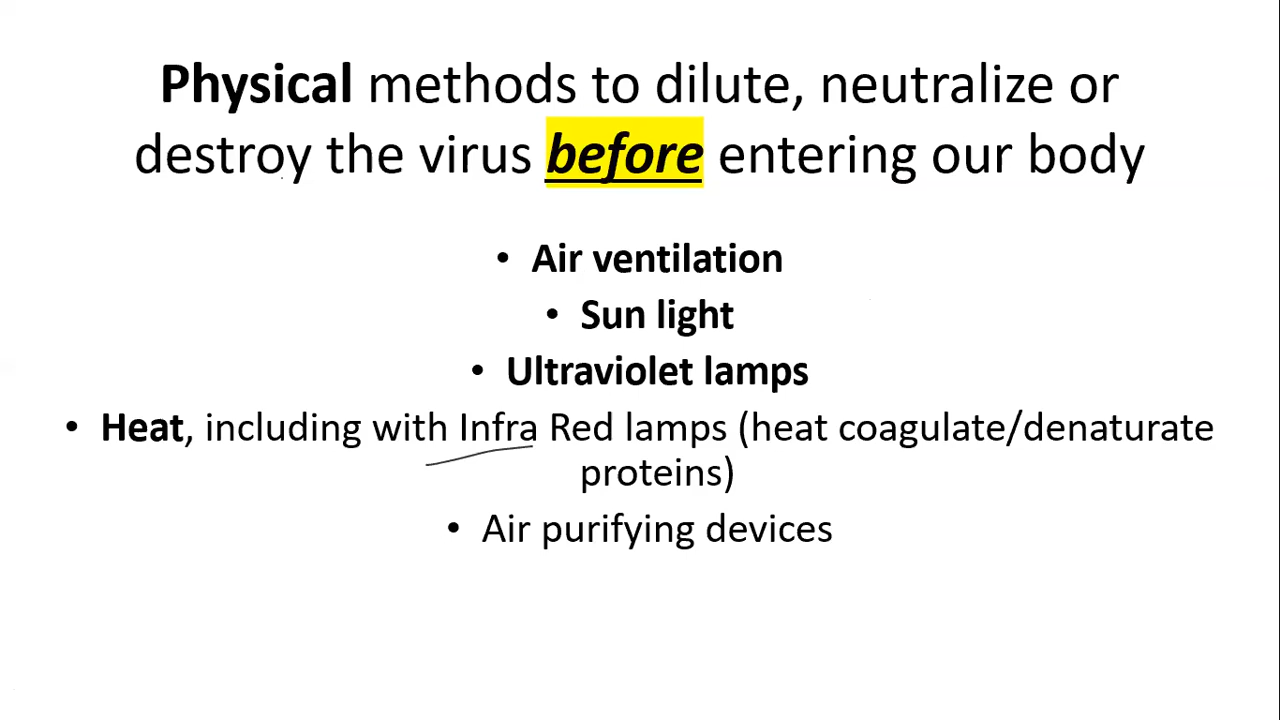 Physical methods to dilute, neutralize or
destroy the virus before entering our body
• Air ventilation
• Sun light
• Ultraviolet lamps
• Heat, including with Infra Red lamps (heat coagulate/denaturate
proteins)
• Air purifying devices